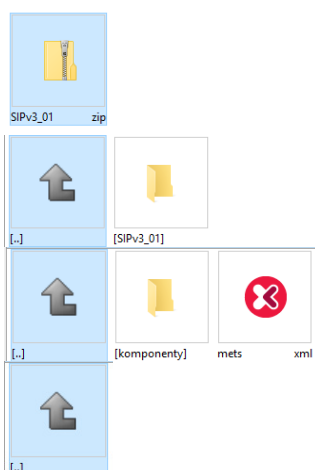 SIPv3_01 zip
[..] [SIPv3_01]
[..] [komponenty] mets xml
[..]